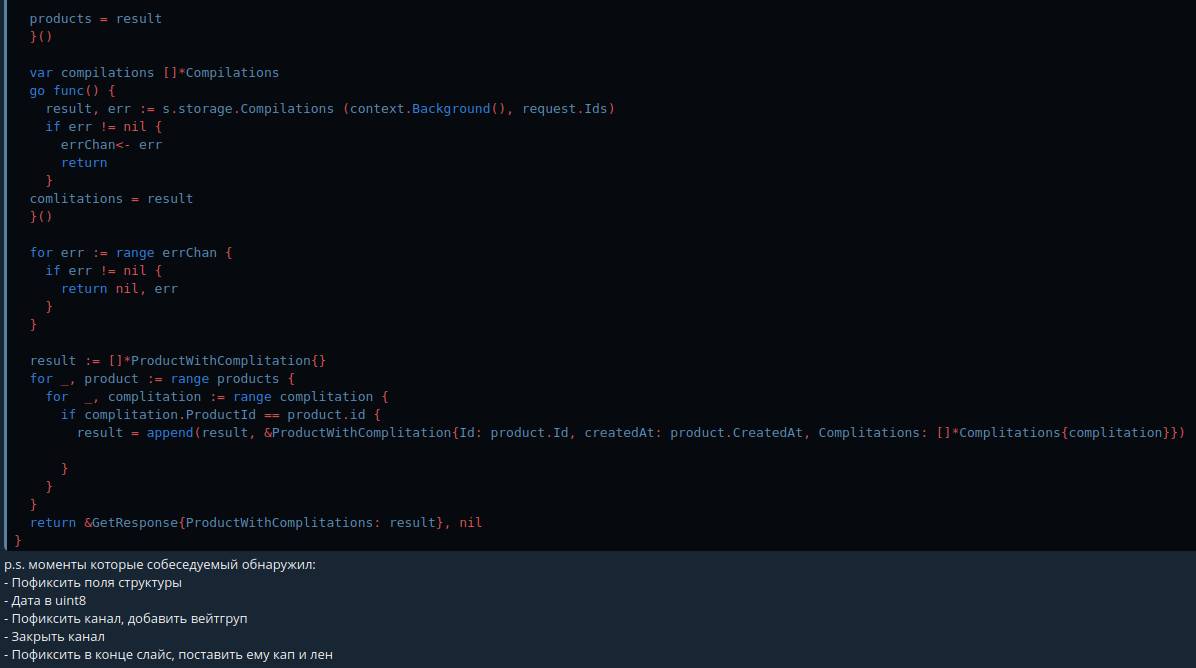 products = result
}()
var compilations []*Compilations
go func() {
result, err := s.storage.Compilations (context.Background(), request.Ids)
if err != nil {
errChan<- err
return
}
comlitations = result
}()
for err := range errChan {
if err != nil {
return nil, err
}
}
result := []*ProductWithComplitation{}
for _, product := range products {
for  _, complitation := range complitation {
if complitation.ProductId == product.id {
result = append(result, &ProductWithComplitation{Id: product.Id, createdAt: product.CreatedAt, Complitations: []*Complitations{complitation}})
}
}
}
return &GetResponse{ProductWithComplitations: result}, nil
}
p.s. моменты которые собеседуемый обнаружил:
- Пофиксить поля структуры
- Дата в uint8
- Пофиксить канал, добавить вейтгруп
- Закрыть канал
- Пофиксить в конце слайс, поставить ему кап и лен